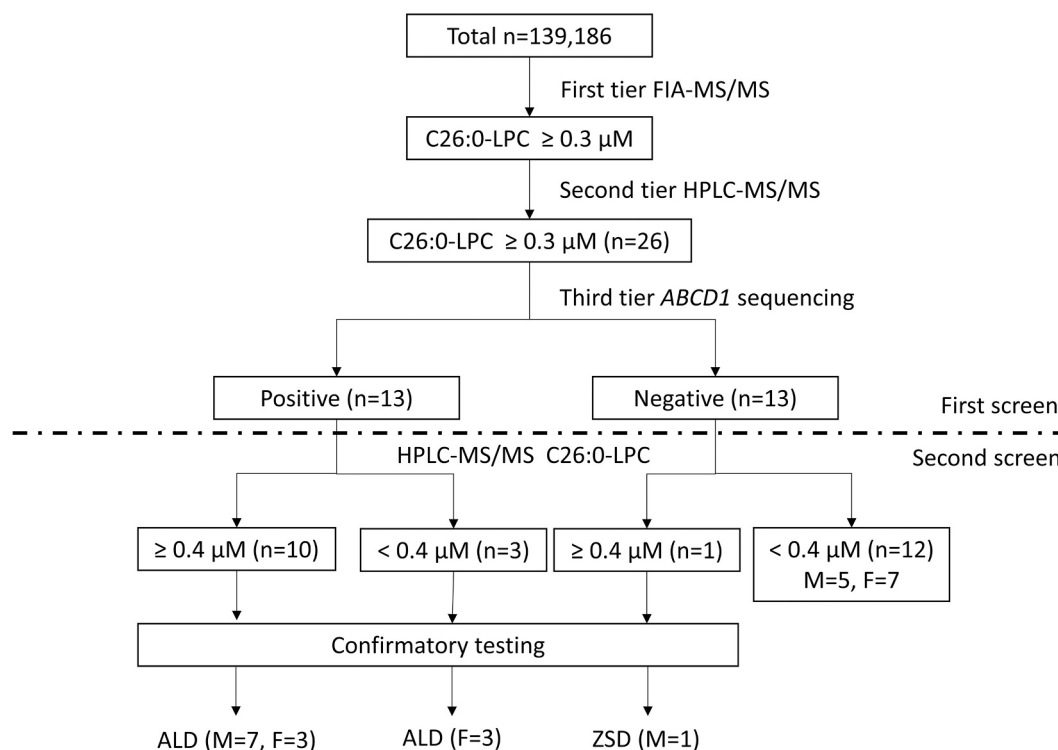 Total n=139,186
First tier FIA-MS/MS
C26:0-LPC ≥ 0.3 µM
Second tier HPLC-MS/MS
C26:0-LPC ≥ 0.3 µM (n=26)
Third tier ABCD1 sequencing
Positive (n=13)
Negative (n=13)
First screen
HPLC-MS/MS C26:0-LPC
Second screen
≥ 0.4 µM (n=10)
< 0.4 µM (n=3)
≥ 0.4 µM (n=1)
< 0.4 µM (n=12)
M=5, F=7
Confirmatory testing
ALD (M=7, F=3)
ALD (F=3)
ZSD (M=1)